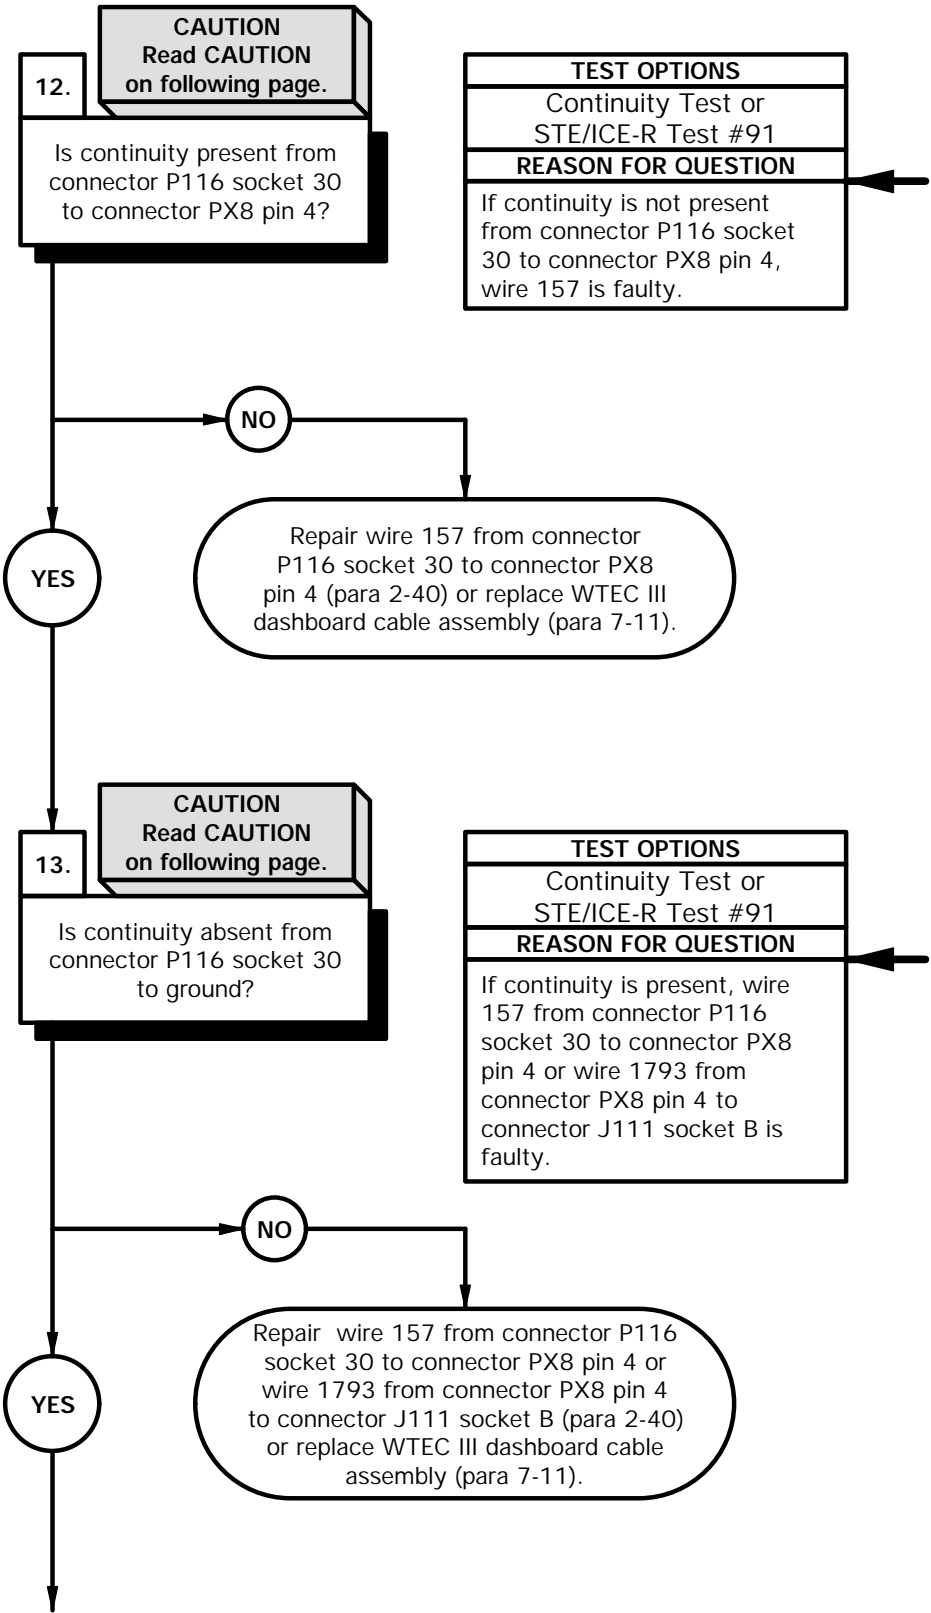 CAUTION
Read CAUTION
on following page.
12.
Is continuity present from
connector P116 socket 30
to connector PX8 pin 4?
TEST OPTIONS
Continuity Test or
STE/ICE-R Test #91
REASON FOR QUESTION
If continuity is not present
from connector P116 socket
30 to connector PX8 pin 4,
wire 157 is faulty.
NO
YES
Repair wire 157 from connector
P116 socket 30 to connector PX8
pin 4 (para 2-40) or replace WTEC III
dashboard cable assembly (para 7-11).
CAUTION
Read CAUTION
on following page.
13.
Is continuity absent from
connector P116 socket 30
to ground?
TEST OPTIONS
Continuity Test or
STE/ICE-R Test #91
REASON FOR QUESTION
If continuity is present, wire
157 from connector P116
socket 30 to connector PX8
pin 4 or wire 1793 from
connector PX8 pin 4 to
connector J111 socket B is
faulty.
NO
YES
Repair wire 157 from connector P116
socket 30 to connector PX8 pin 4 or
wire 1793 from connector PX8 pin 4
to connector J111 socket B (para 2-40)
or replace WTEC III dashboard cable
assembly (para 7-11).